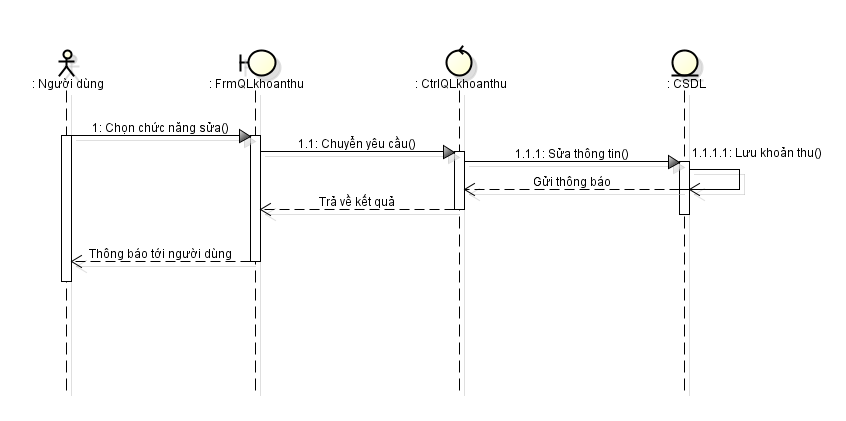 : Người dùng
: FrmQLkhoanthu
: CtrlQLkhoanthu
: CSDL
1: Chọn chức năng sửa()
1.1: Chuyển yêu cầu()
1.1.1: Sửa thông tin()
1.1.1.1: Lưu khoản thu()
Gửi thông báo
Trả về kết quả
Thông báo tới người dùng